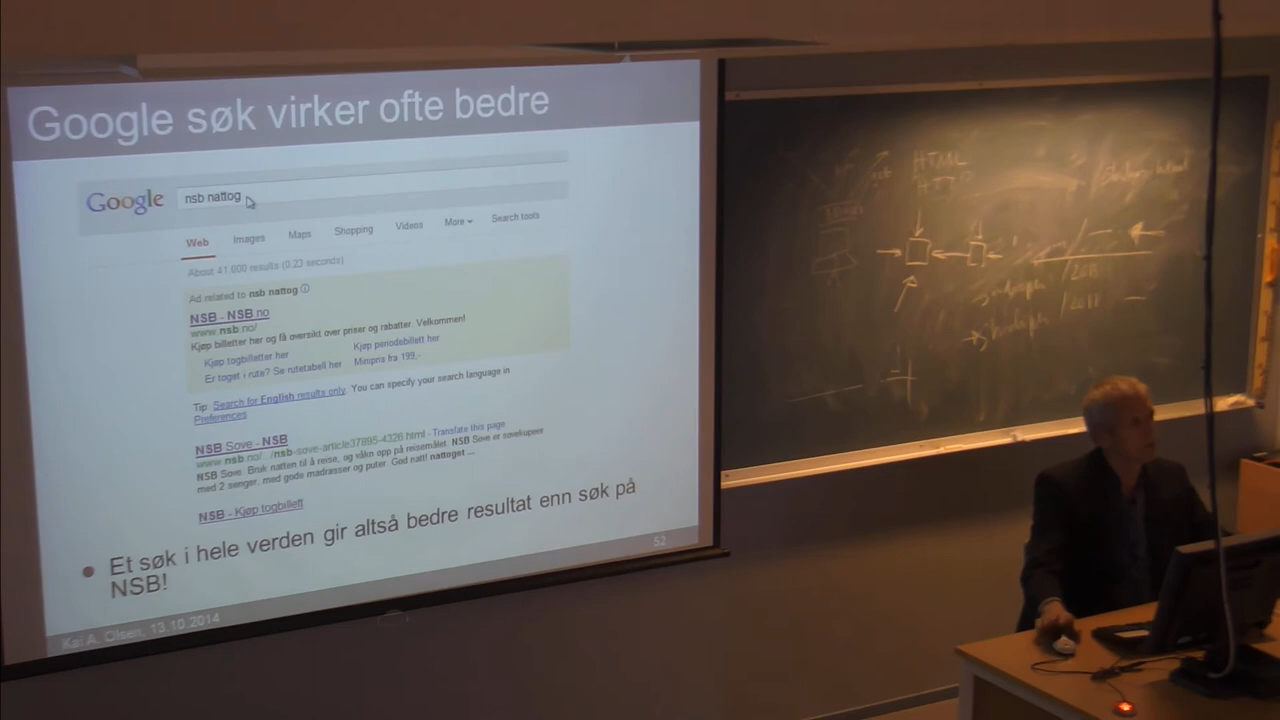 Google søk virker ofte bedre
Google nsb nattog
Web Images Maps Shopping Videos More Search tools
About 41,000 results (0.23 seconds)
Ad related to nsb nattog
NSB - NSB.no
www.nsb.no/
Kjøp billetter her og få oversikt over priser og rabatter. Velkommen!
Kjøp togbilletter her Kjøp periodebillett her
Er toget i rute? Se rutetabell her Minipris fra 199,-
Tip: Search for English results only. You can specify your search language in
Preferences
NSB Sove - NSB
www.nsb.no/.../nsb-sove-article37895-4326.html - Translate this page
NSB Sove. Bruk natten til å reise, og våkn opp på reisemålet. NSB Sove er sovekupeer
med 2 senger, med gode madrasser og puter. God natt! nattoget ...
NSB - Kjøp togbillett
• Et søk i hele verden gir altså bedre resultat enn søk på
NSB!
52
Kai A. Olsen, 13.10.2014
HTML
HTTP